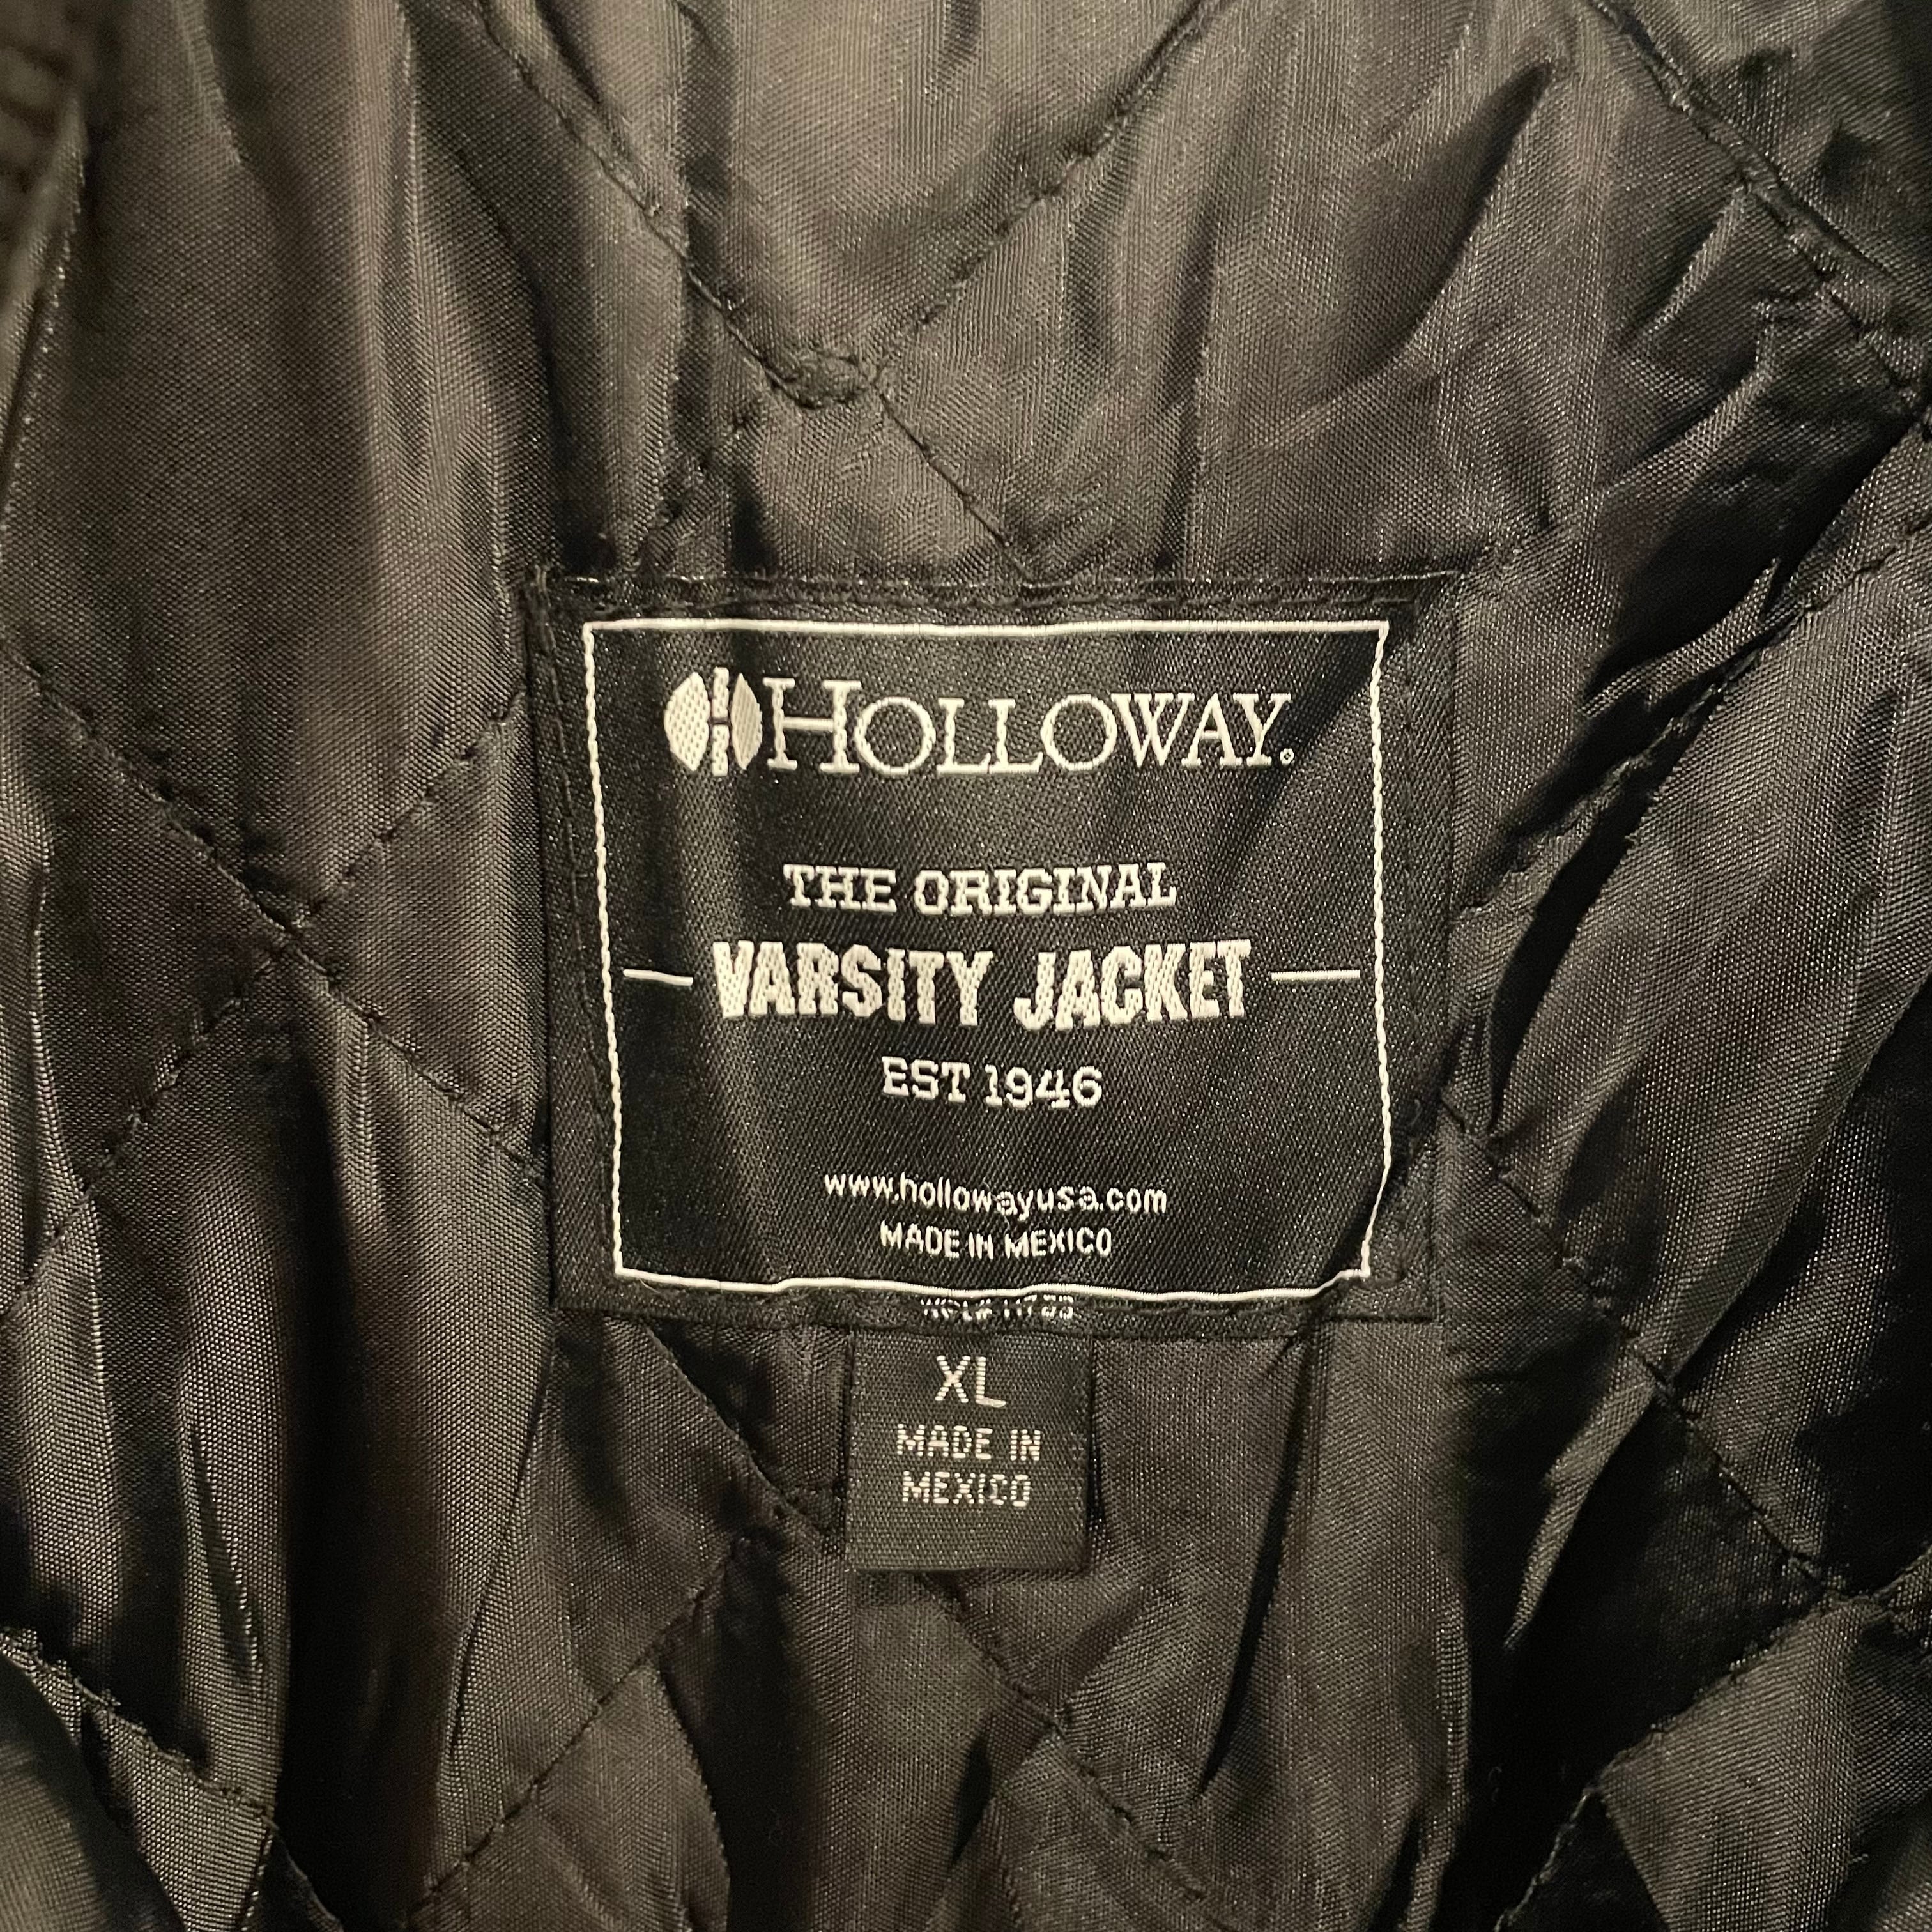 HOLLOWAY
THE ORIGINAL
VARSITY JACKET
EST 1946
www.hollowayusa.com
MADE IN MEXICO
XL
MADE IN
MEXICO